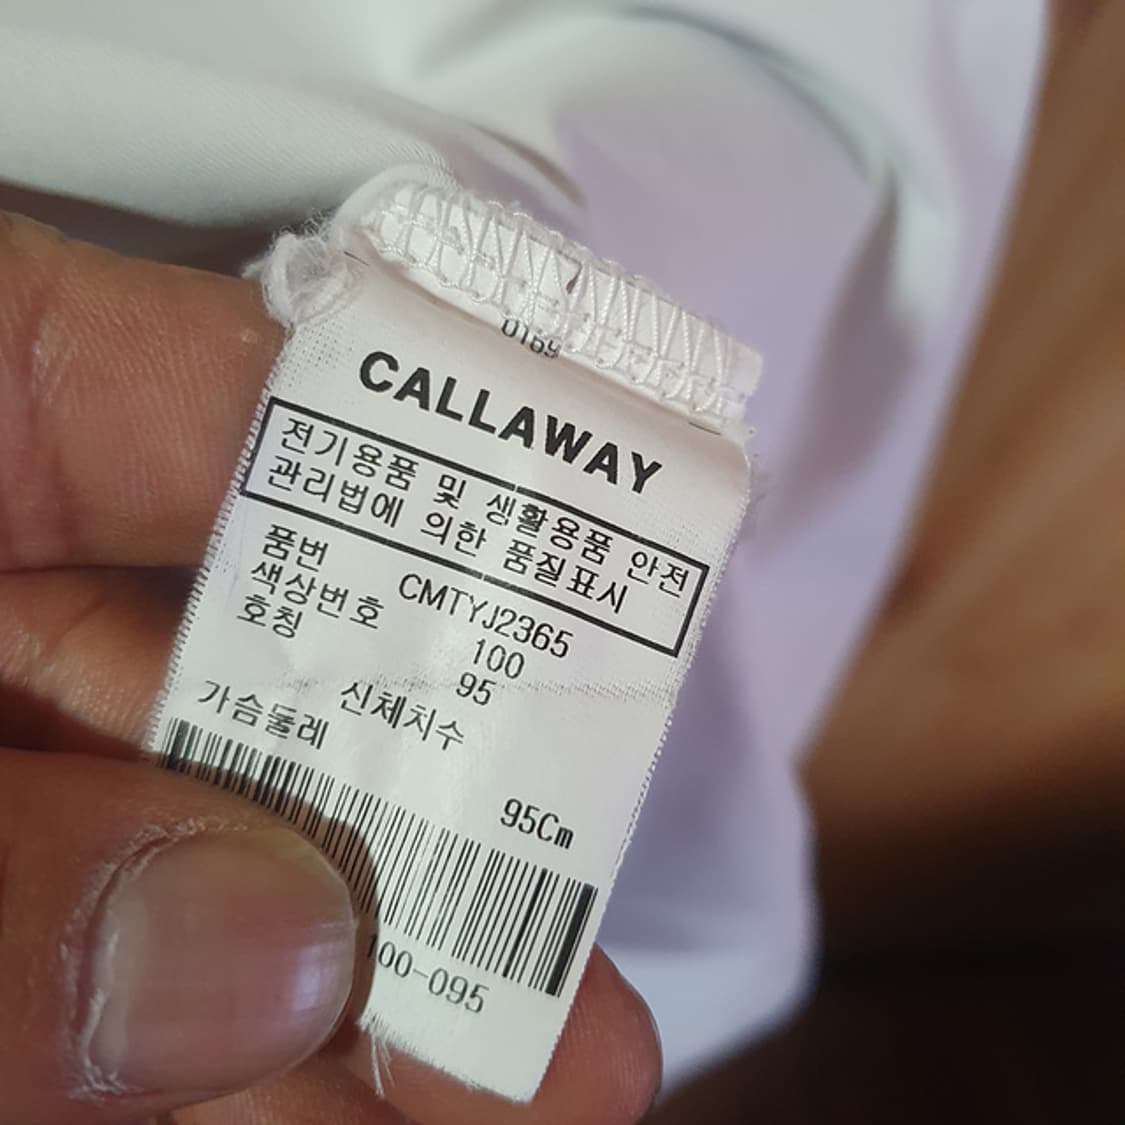 0169
CALLAWAY
전기용품 및 생활용품 안전
관리법에 의한 품질표시
품번 CMTYJ2365
색상번호 100
호칭 95
신체치수
가슴둘레 95Cm
100-095